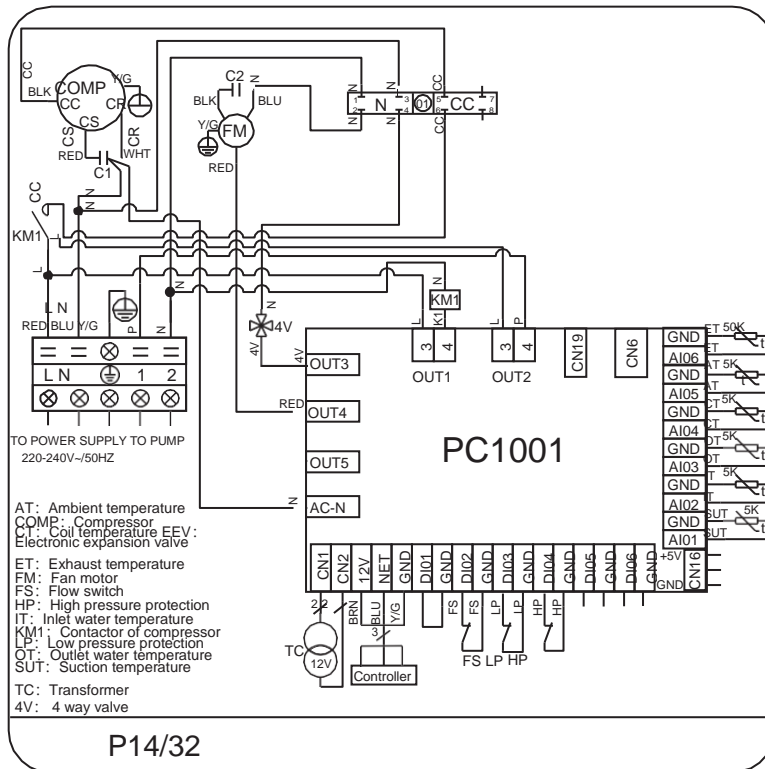 CC
BLK
COMP
CC
Y/G
CR
CS
CS
RED
CR
WHT
C1
N
N
CC
KM1
L
L
N
C2
N
BLK
BLU
Y/G
FM
RED
N
N
1
2
N
3
4
N
N
01
CC
5
6
CC
CC
7
8
L N
RED BLU Y/G
P
N
L N
1
2
TO POWER SUPPLY TO PUMP
220-240V~/50HZ
N
4V
4V
4V
L
K1
N
KM1
L
P
3
4
OUT1
3
4
OUT2
CN19
CN6
OUT3
RED
OUT4
OUT5
N
AC-N
PC1001
GND
AI06
GND
AI05
GND
AI04
GND
AI03
GND
AI02
GND
AI01
ET 50K
t
ET
AT 5K
t
AT
CT 5K
t
CT
OT 5K
t
OT
IT 5K
t
IT
SUT 5K
t
SUT
+5V
GND
CN16
CN1
CN2
12V
NET
GND
DI01
GND
DI02
GND
DI03
GND
DI04
GND
DI05
GND
DI06
GND
2
2
BRN
BLU
Y/G
3
TC
12V
Controller
FS
FS
LP
LP
HP
HP
FS LP HP
AT: Ambient temperature
COMP: Compressor
CT: Coil temperature EEV:
Electronic expansion valve
ET: Exhaust temperature
FM: Fan motor
FS: Flow switch
HP: High pressure protection
IT: Inlet water temperature
KM1: Contactor of compressor
LP: Low pressure protection
OT: Outlet water temperature
SUT: Suction temperature
TC: Transformer
4V: 4 way valve
P14/32